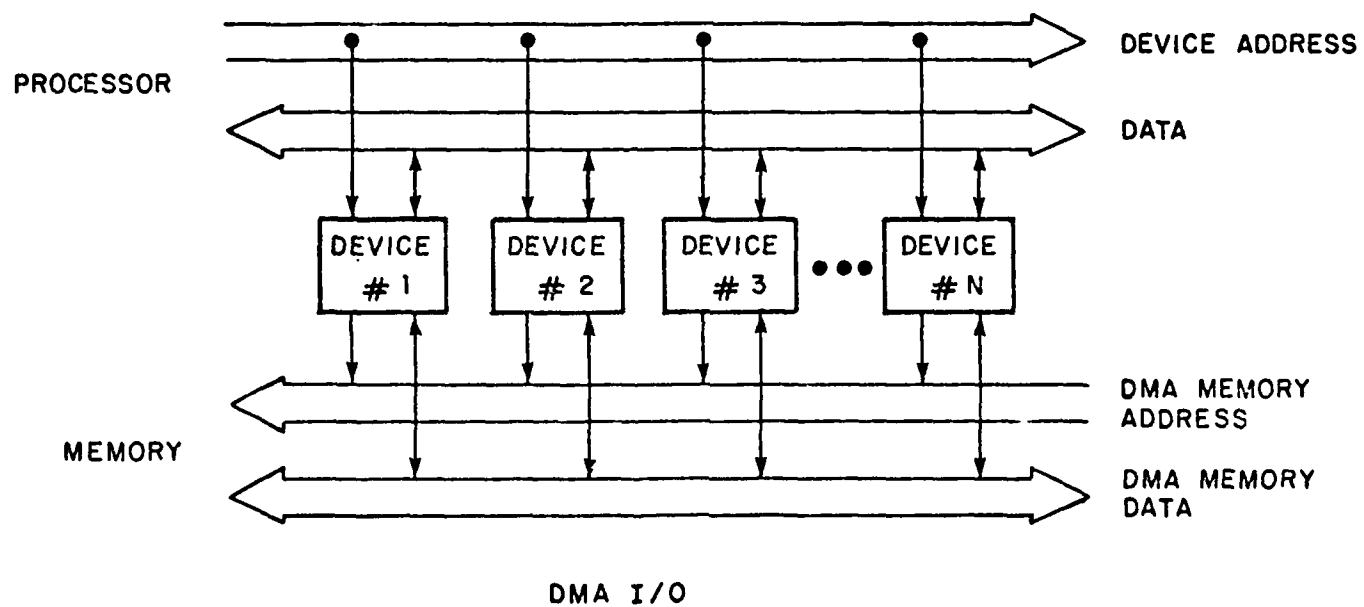 DEVICE ADDRESS
PROCESSOR
DATA
DEVICE
# 1
DEVICE
# 2
DEVICE
# 3
DEVICE
# N
DMA MEMORY
ADDRESS
MEMORY
DMA MEMORY
DATA
DMA I/O